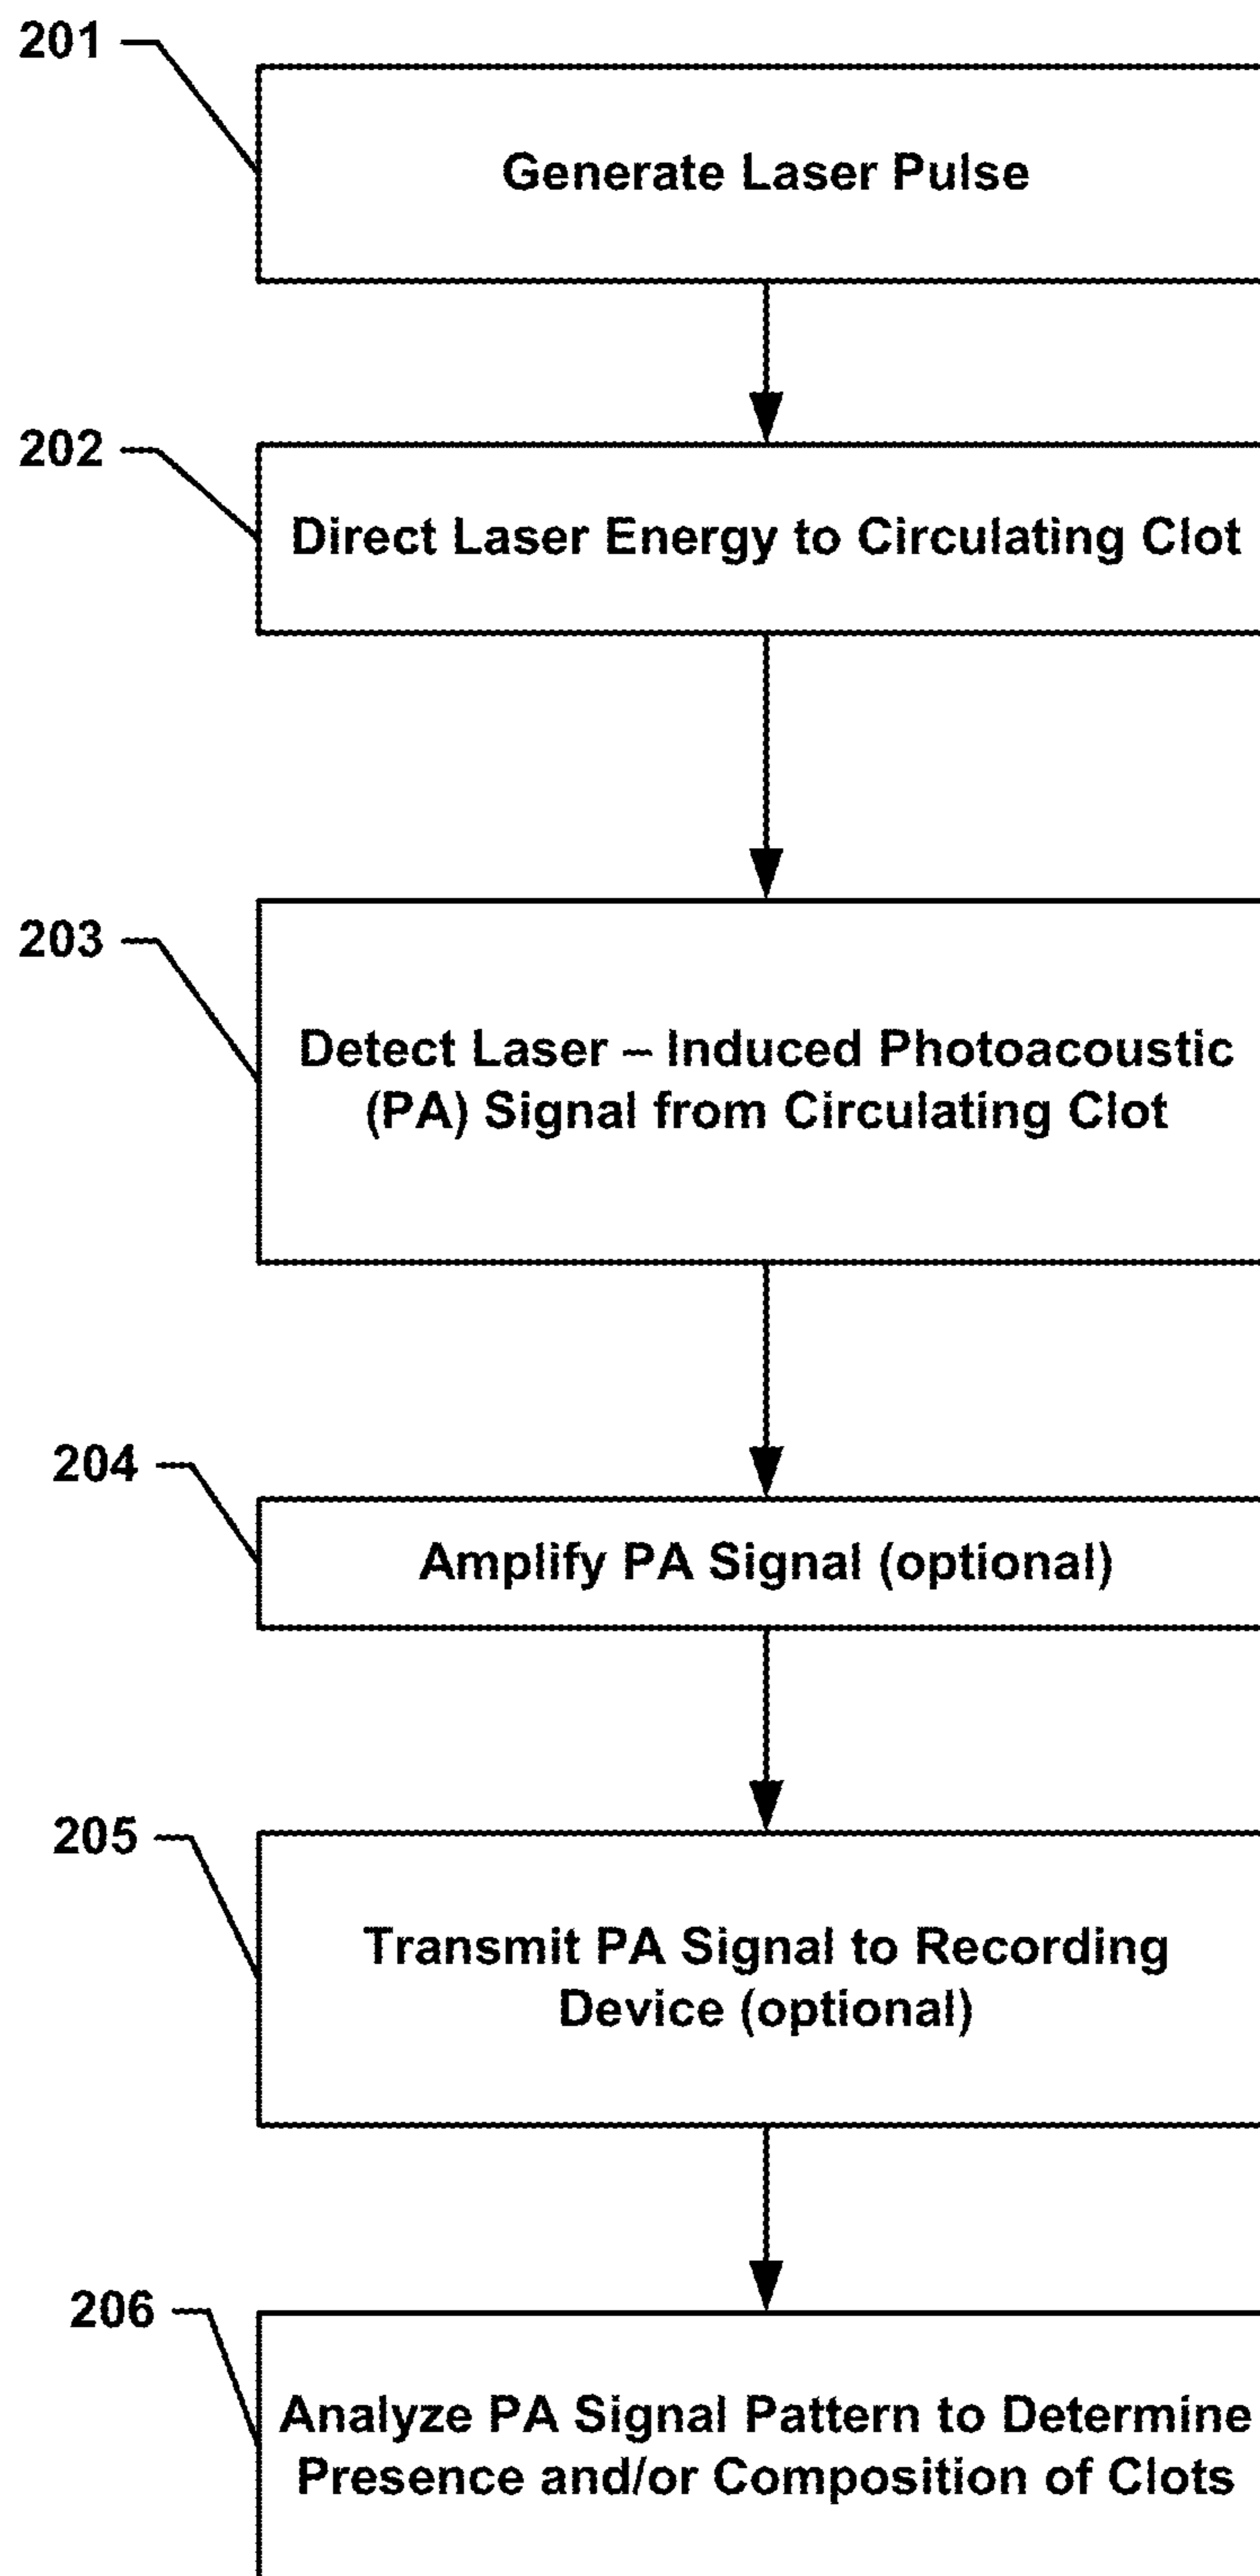 201
Generate Laser Pulse
202
Direct Laser Energy to Circulating Clot
203
Detect Laser – Induced Photoacoustic
(PA) Signal from Circulating Clot
204
Amplify PA Signal (optional)
205
Transmit PA Signal to Recording
Device (optional)
206
Analyze PA Signal Pattern to Determine
Presence and/or Composition of Clots